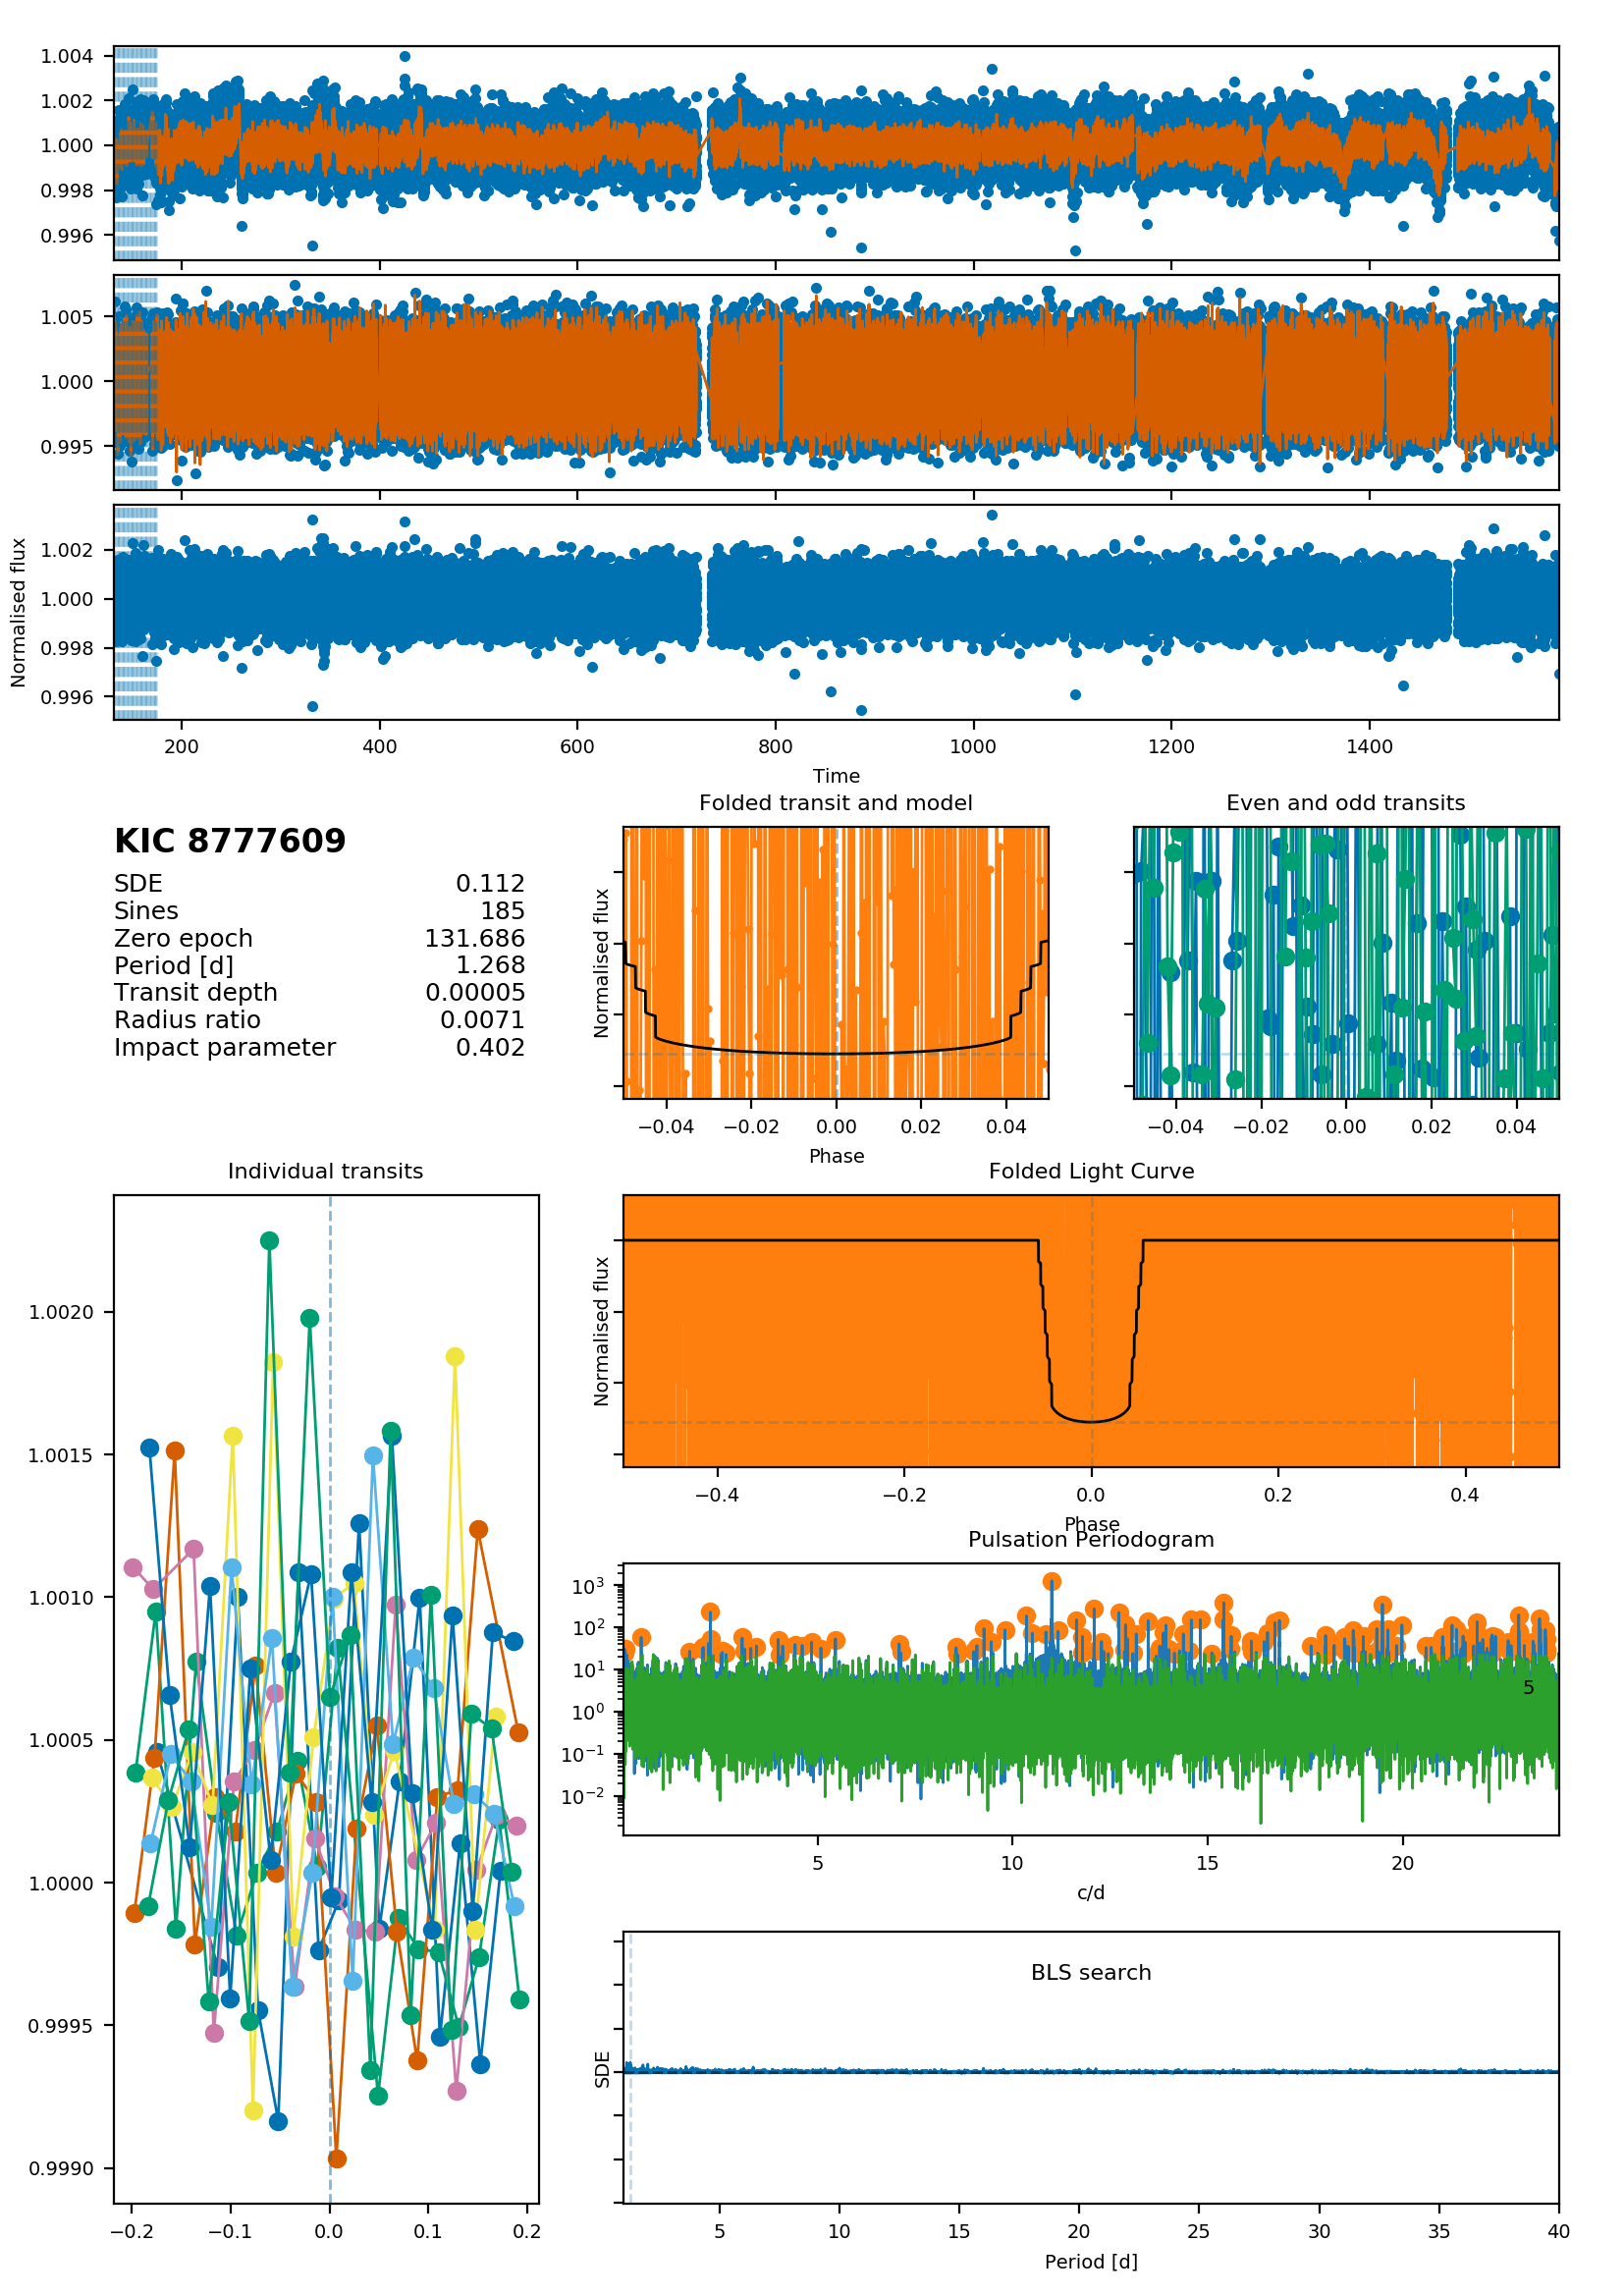 1.004
1.002
1.000
0.998
0.996
1.005
1.000
0.995
1.002
1.000
0.998
0.996
Normalised flux
200 400 600 800 1000 1200 1400
Time
KIC 8777609
SDE 0.112
Sines 185
Zero epoch 131.686
Period [d] 1.268
Transit depth 0.00005
Radius ratio 0.0071
Impact parameter 0.402
Folded transit and model
Normalised flux
−0.04 −0.02 0.00 0.02 0.04
Phase
Even and odd transits
−0.04 −0.02 0.00 0.02 0.04
Individual transits
1.0020
1.0015
1.0010
1.0005
1.0000
0.9995
0.9990
−0.2 −0.1 0.0 0.1 0.2
Folded Light Curve
Normalised flux
−0.4 −0.2 0.0 0.2 0.4
Phase
Pulsation Periodogram
10³
10²
10¹
10⁰
10⁻¹
10⁻²
5
5 10 15 20
c/d
BLS search
SDE
5 10 15 20 25 30 35 40
Period [d]